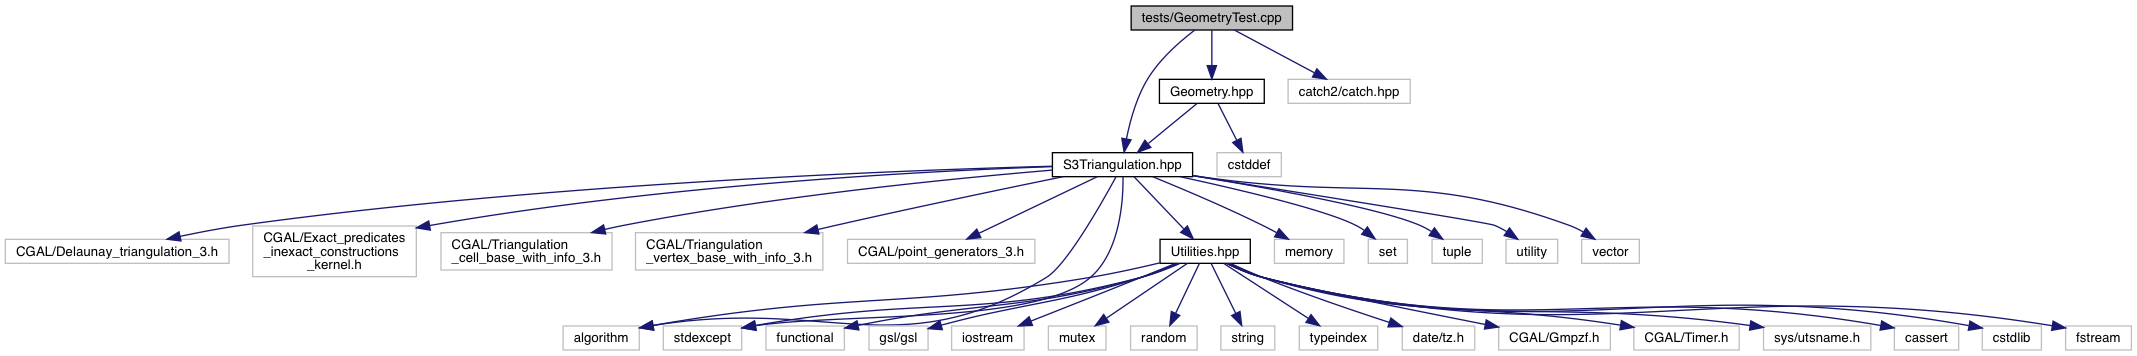 tests/GeometryTest.cpp
Geometry.hpp
catch2/catch.hpp
S3Triangulation.hpp
cstddef
CGAL/Delaunay_triangulation_3.h
CGAL/Exact_predicates
_inexact_constructions
_kernel.h
CGAL/Triangulation
_cell_base_with_info_3.h
CGAL/Triangulation
_vertex_base_with_info_3.h
CGAL/point_generators_3.h
Utilities.hpp
memory
set
tuple
utility
vector
algorithm
stdexcept
functional
gsl/gsl
iostream
mutex
random
string
typeindex
date/tz.h
CGAL/Gmpzf.h
CGAL/Timer.h
sys/utsname.h
cassert
cstdlib
fstream